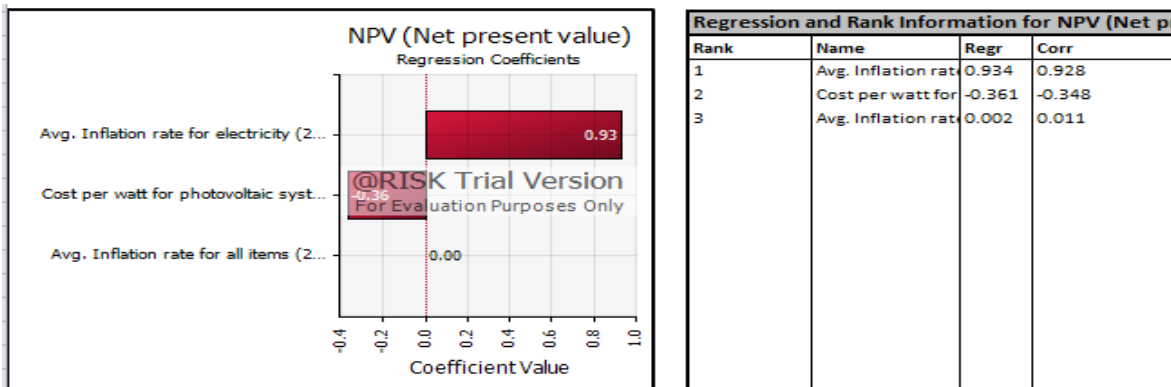 NPV (Net present value)
Regression Coefficients
Avg. Inflation rate for electricity (2...
0.93
Cost per watt for photovoltaic syst...
-0.36
Avg. Inflation rate for all items (2...
0.00
@RISK Trial Version
For Evaluation Purposes Only
-0.4 -0.2 0.0 0.2 0.4 0.6 0.8 1.0
Coefficient Value
Regression and Rank Information for NPV (Net p
Rank Name Regr Corr
1 Avg. Inflation rat 0.934 0.928
2 Cost per watt for -0.361 -0.348
3 Avg. Inflation rat 0.002 0.011